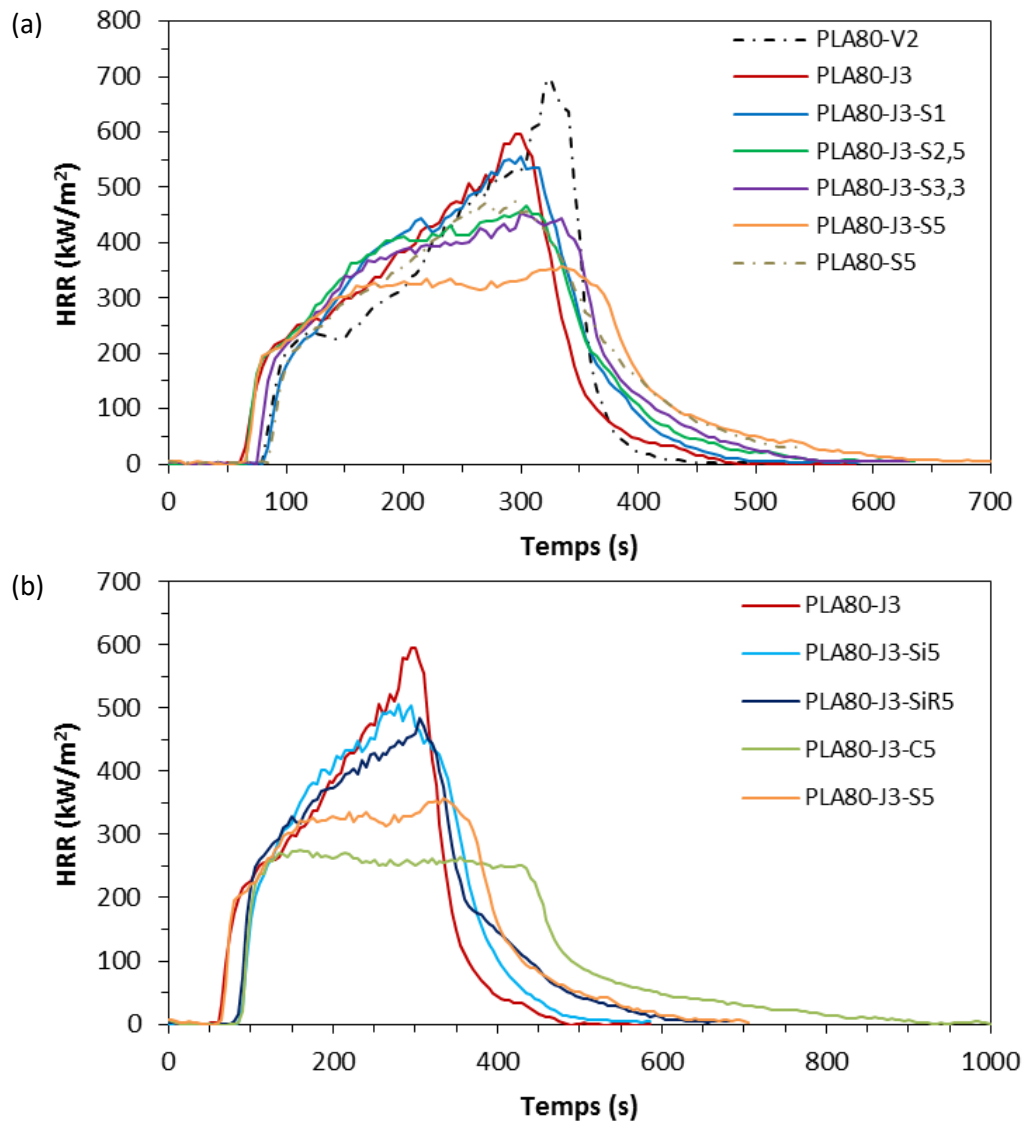 (a)
800
700
600
500
400
300
200
100
0
HRR (kW/m²)
PLA80-V2
PLA80-J3
PLA80-J3-S1
PLA80-J3-S2,5
PLA80-J3-S3,3
PLA80-J3-S5
PLA80-S5
0 100 200 300 400 500 600 700
Temps (s)
(b)
700
600
500
400
300
200
100
0
HRR (kW/m²)
PLA80-J3
PLA80-J3-Si5
PLA80-J3-SiR5
PLA80-J3-C5
PLA80-J3-S5
0 200 400 600 800 1000
Temps (s)